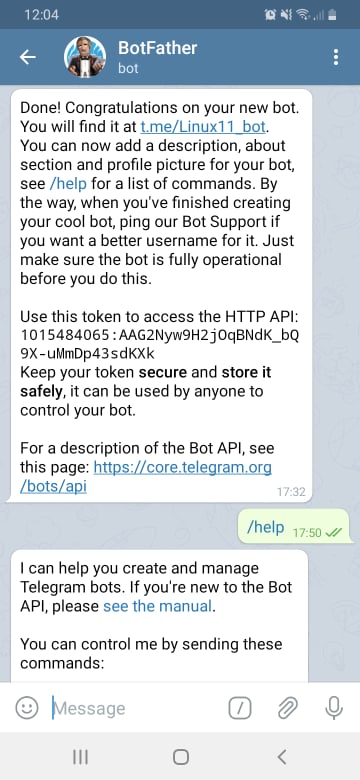 12:04
BotFather
bot
Done! Congratulations on your new bot.
You will find it at t.me/Linux11_bot.
You can now add a description, about
section and profile picture for your bot,
see /help for a list of commands. By
the way, when you've finished creating
your cool bot, ping our Bot Support if
you want a better username for it. Just
make sure the bot is fully operational
before you do this.
Use this token to access the HTTP API:
1015484065:AAG2Nyw9H2jOqBNdK_bQ
9X-uMmDp43sdKXk
Keep your token secure and store it
safely, it can be used by anyone to
control your bot.
For a description of the Bot API, see
this page: https://core.telegram.org
/bots/api
17:32
/help 17:50
I can help you create and manage
Telegram bots. If you're new to the Bot
API, please see the manual.
You can control me by sending these
commands:
Message